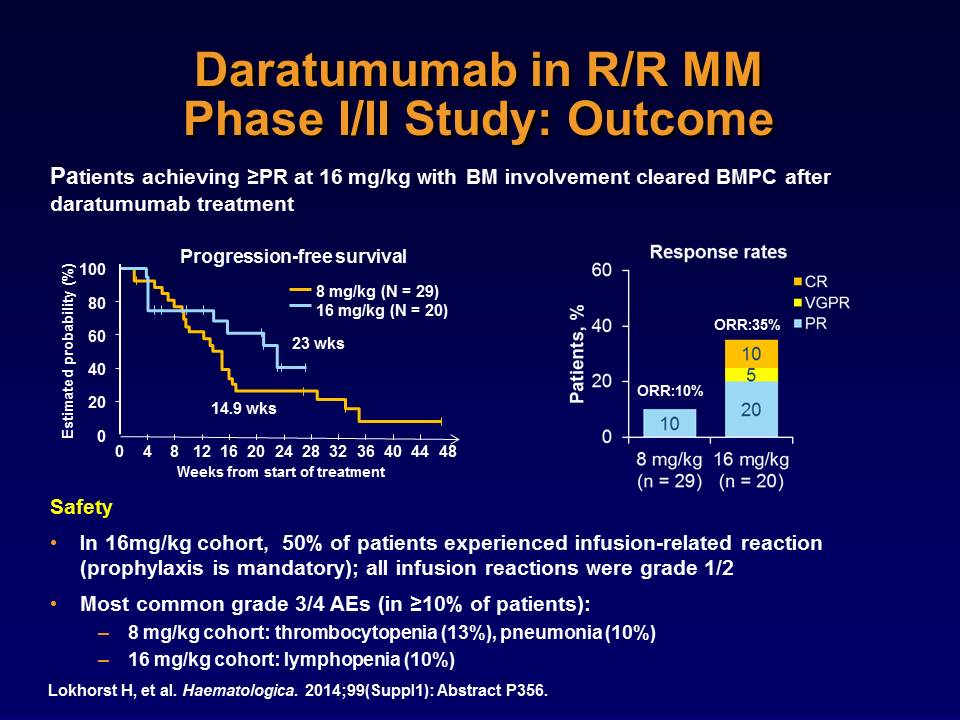 Daratumumab in R/R MM
Phase I/II Study: Outcome
Patients achieving ≥PR at 16 mg/kg with BM involvement cleared BMPC after
daratumumab treatment
Progression-free survival
Estimated probability (%)
100
80
60
40
20
0
8 mg/kg (N = 29)
16 mg/kg (N = 20)
23 wks
14.9 wks
0 4 8 12 16 20 24 28 32 36 40 44 48
Weeks from start of treatment
Response rates
Patients, %
60
40
20
0
CR
VGPR
PR
ORR:35%
10
5
20
ORR:10%
10
8 mg/kg 16 mg/kg
(n = 29) (n = 20)
Safety
• In 16mg/kg cohort, 50% of patients experienced infusion-related reaction
(prophylaxis is mandatory); all infusion reactions were grade 1/2
• Most common grade 3/4 AEs (in ≥10% of patients):
– 8 mg/kg cohort: thrombocytopenia (13%), pneumonia (10%)
– 16 mg/kg cohort: lymphopenia (10%)
Lokhorst H, et al. Haematologica. 2014;99(Suppl1): Abstract P356.